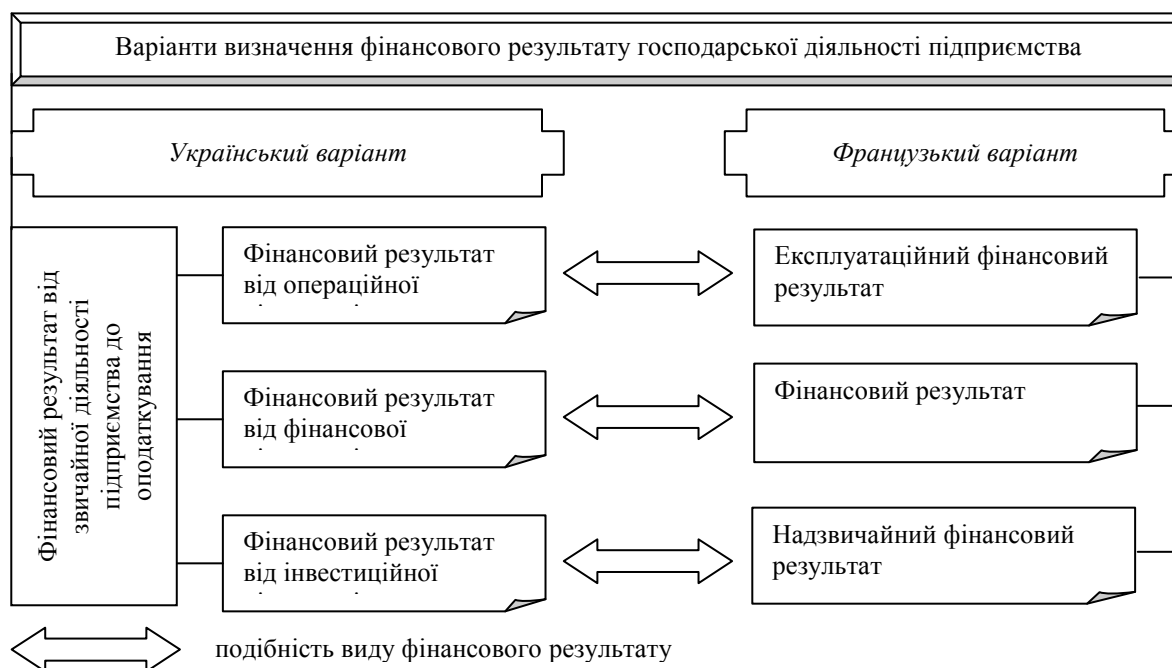 Варіанти визначення фінансового результату господарської діяльності підприємства
Український варіант
Французький варіант
Фінансовий результат від
звичайної діяльності
підприємства до
оподаткування
Фінансовий результат
від операційної
Експлуатаційний фінансовий
результат
Фінансовий результат
від фінансової
Фінансовий результат
Фінансовий результат
від інвестиційної
Надзвичайний фінансовий
результат
подібність виду фінансового результату